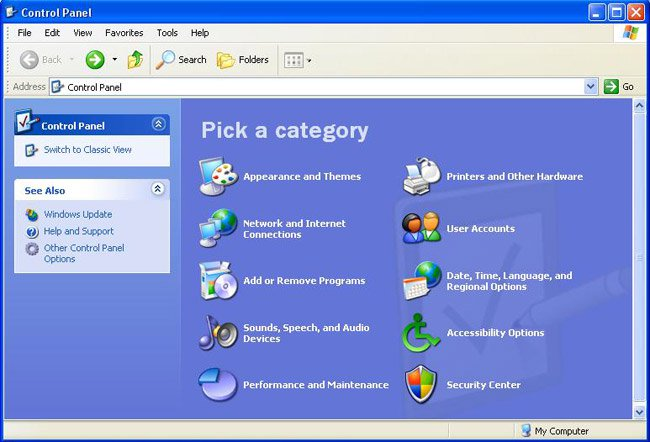 Control Panel
File Edit View Favorites Tools Help
Back Search Folders
Address Control Panel Go
Control Panel
Switch to Classic View
See Also
Windows Update
Help and Support
Other Control Panel
Options
Pick a category
Appearance and Themes
Printers and Other Hardware
Network and Internet
Connections
User Accounts
Add or Remove Programs
Date, Time, Language, and
Regional Options
Sounds, Speech, and Audio
Devices
Accessibility Options
Performance and Maintenance
Security Center
My Computer